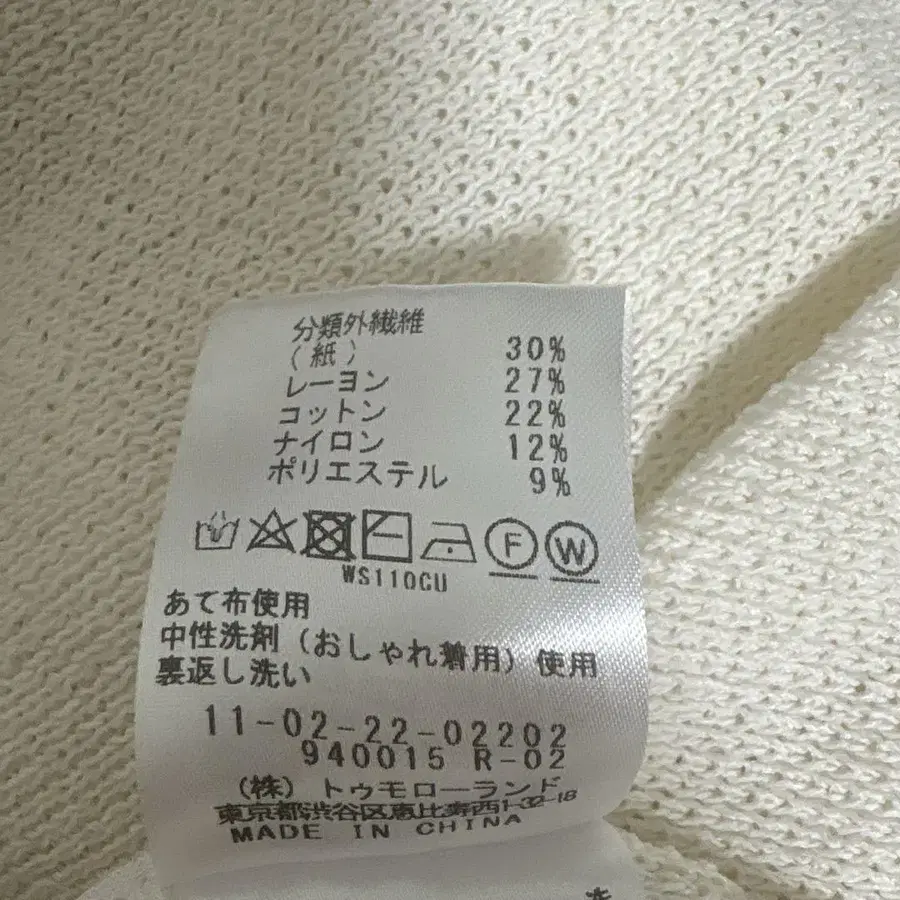 分類外繊維
(紙) 30%
レーヨン 27%
コットン 22%
ナイロン 12%
ポリエステル 9%
F W
WS110CU
あて布使用
中性洗剤(おしゃれ着用)使用
裏返し洗い
11-02-22-02202
940015 R-02
(株)トゥモローランド
東京都渋谷区恵比寿西1-32-18
MADE IN CHINA